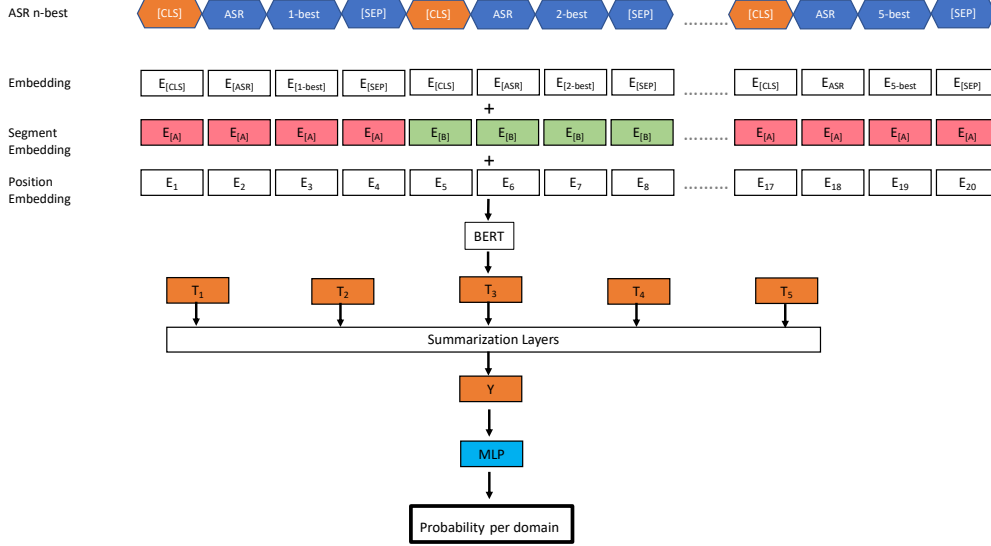 ASR n-best [CLS] ASR 1-best [SEP] [CLS] ASR 2-best [SEP] ......... [CLS] ASR 5-best [SEP]
Embedding E[CLS] E[ASR] E[1-best] E[SEP] E[CLS] E[ASR] E[2-best] E[SEP] E[CLS] EASR E5-best E[SEP]
+
Segment Embedding E[A] E[A] E[A] E[A] E[B] E[B] E[B] E[B] ......... E[A] E[A] E[A] E[A]
+
Position Embedding E1 E2 E3 E4 E5 E6 E7 E8 ......... E17 E18 E19 E20
BERT
T1 T2 T3 T4 T5
Summarization Layers
Y
MLP
Probability per domain